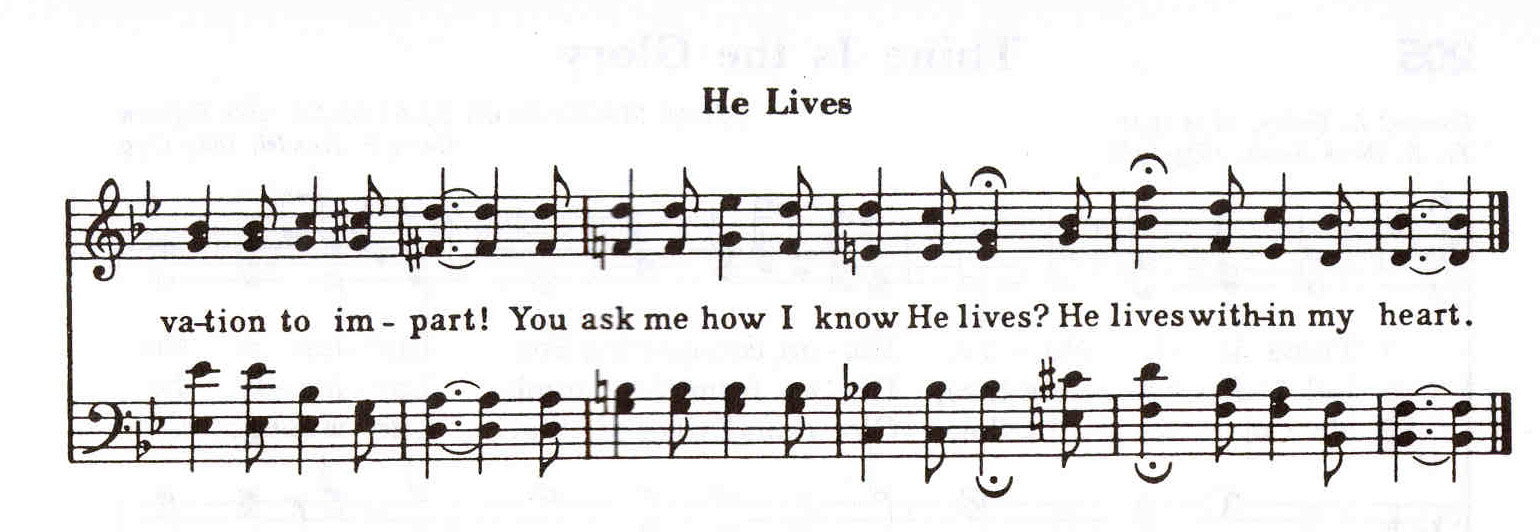 He Lives
va-tion to im - part! You ask me how I know He lives? He lives with-in my heart.